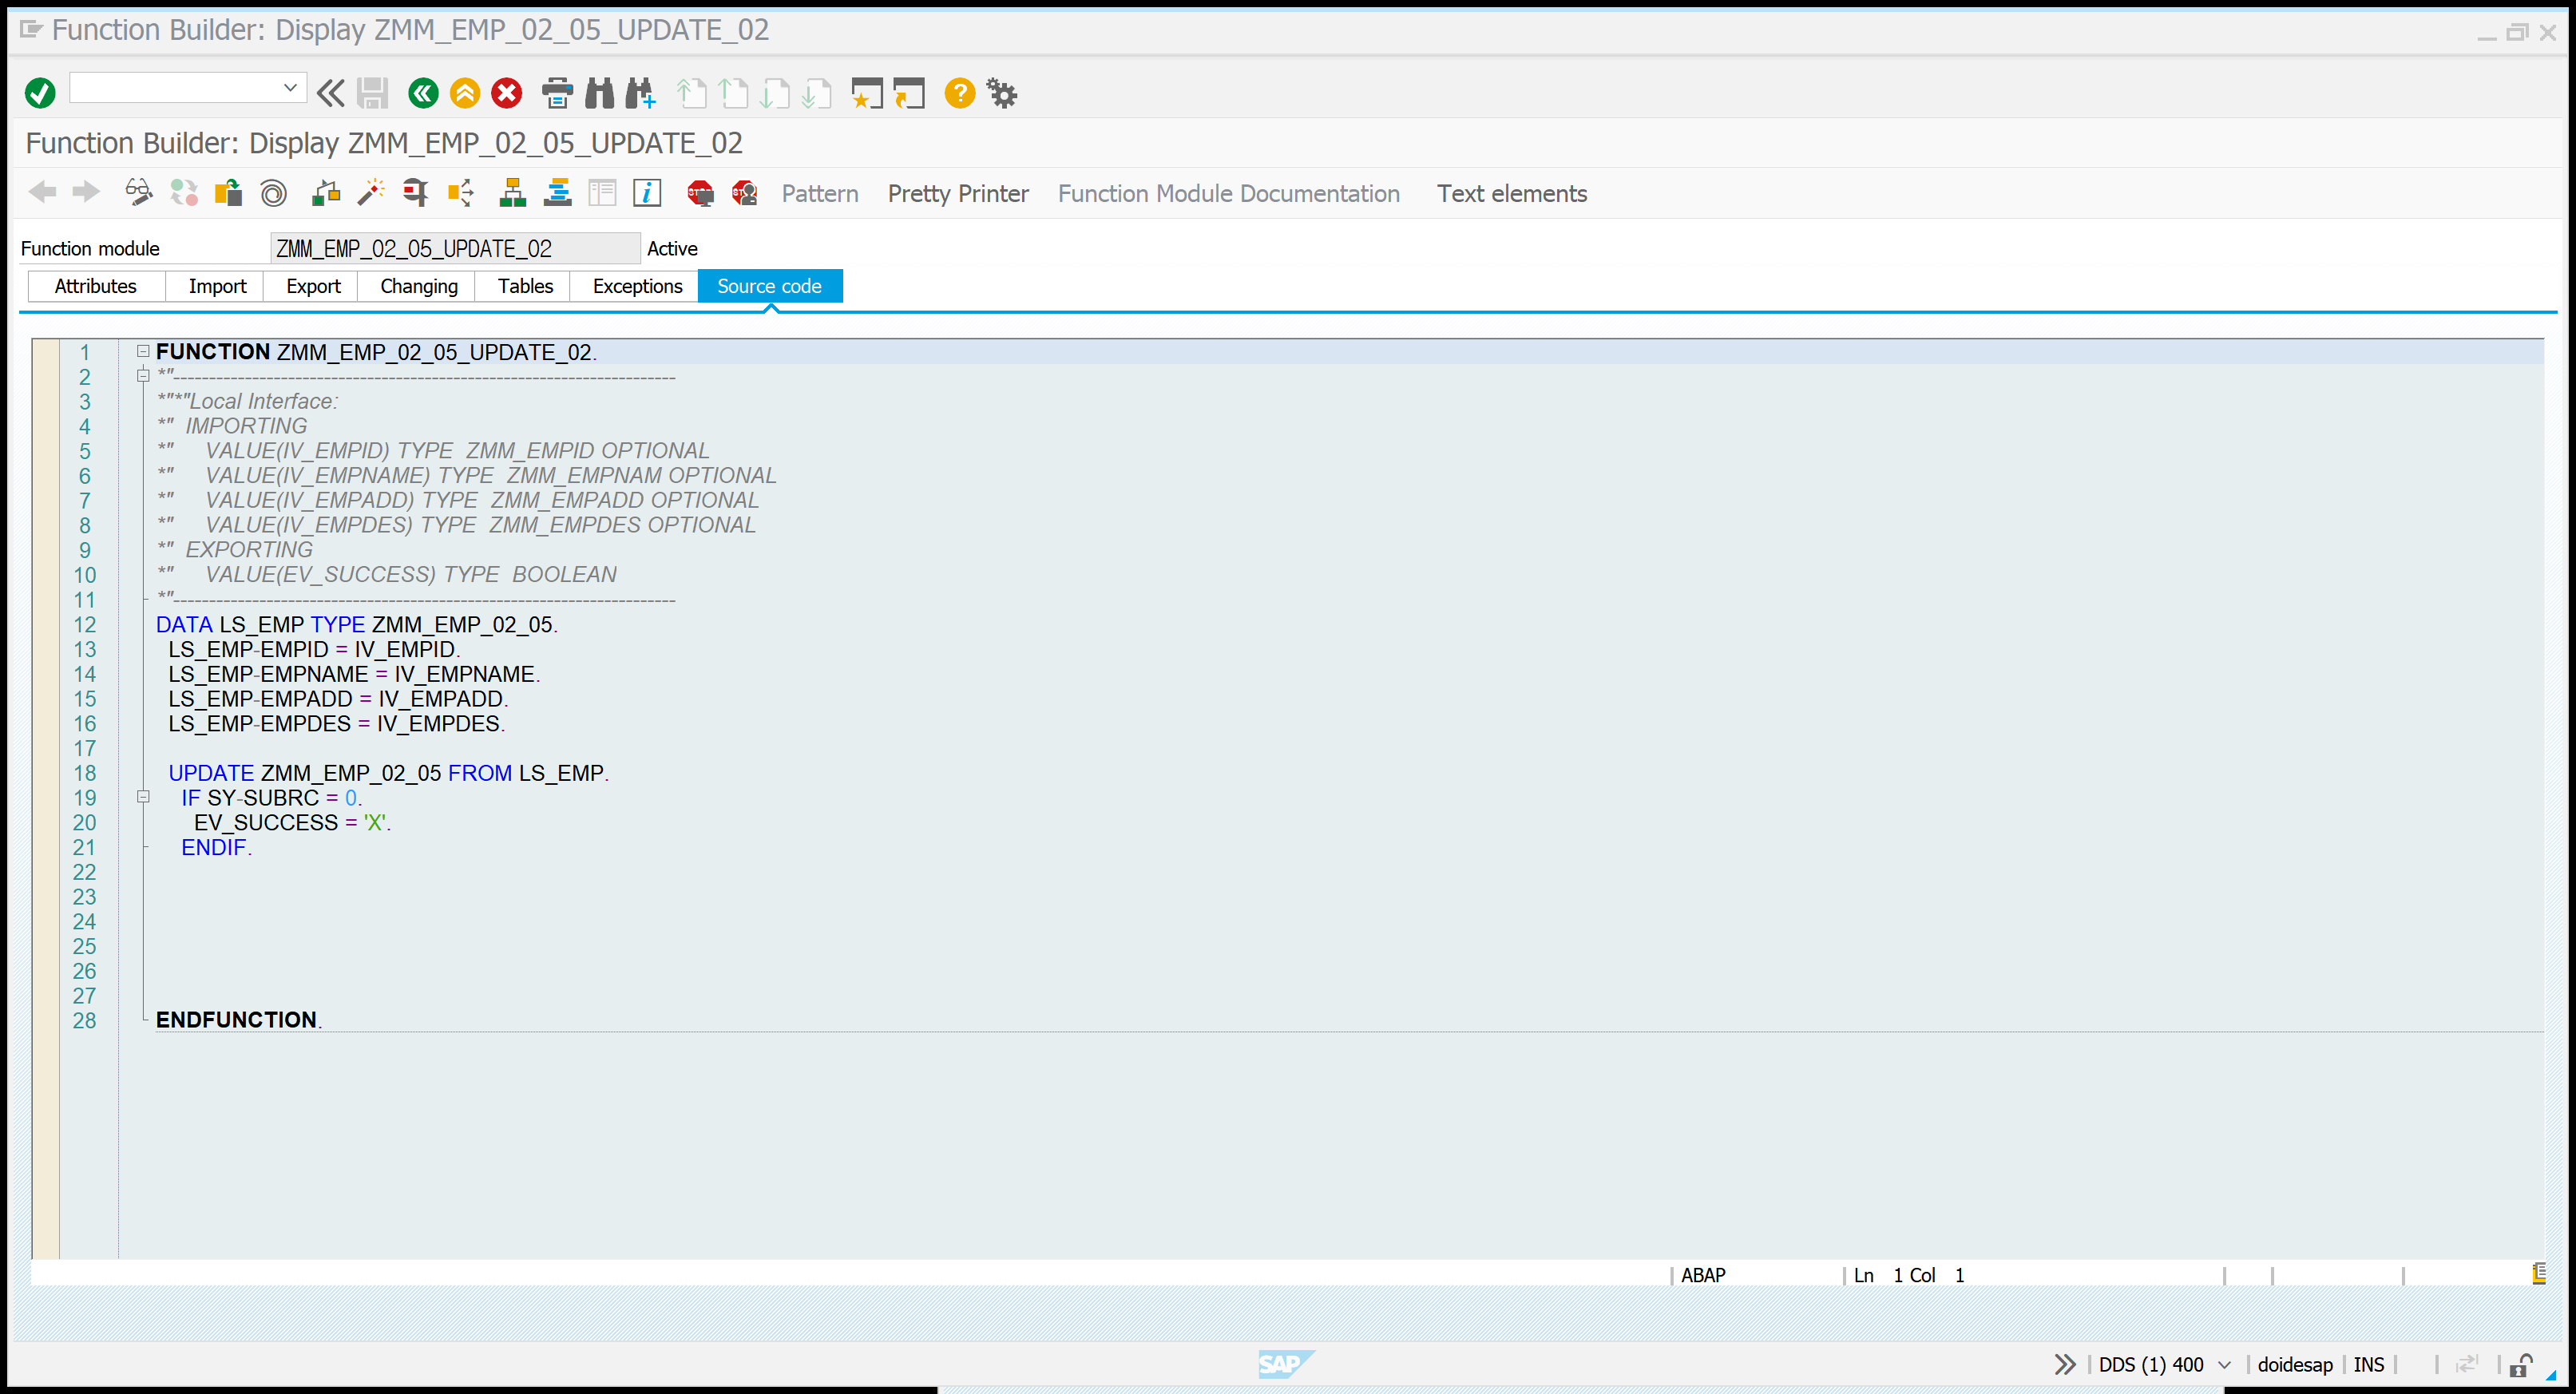 Function Builder: Display ZMM_EMP_02_05_UPDATE_02
Function Builder: Display ZMM_EMP_02_05_UPDATE_02
Pattern Pretty Printer Function Module Documentation Text elements
Function module ZMM_EMP_02_05_UPDATE_02 Active
Attributes Import Export Changing Tables Exceptions Source code
1 FUNCTION ZMM_EMP_02_05_UPDATE_02.
2 *"----------------------------------------------------------------------
3 *"*"Local Interface:
4 *" IMPORTING
5 *" VALUE(IV_EMPID) TYPE ZMM_EMPID OPTIONAL
6 *" VALUE(IV_EMPNAME) TYPE ZMM_EMPNAM OPTIONAL
7 *" VALUE(IV_EMPADD) TYPE ZMM_EMPADD OPTIONAL
8 *" VALUE(IV_EMPDES) TYPE ZMM_EMPDES OPTIONAL
9 *" EXPORTING
10 *" VALUE(EV_SUCCESS) TYPE BOOLEAN
11 *"----------------------------------------------------------------------
12 DATA LS_EMP TYPE ZMM_EMP_02_05.
13 LS_EMP-EMPID = IV_EMPID.
14 LS_EMP-EMPNAME = IV_EMPNAME.
15 LS_EMP-EMPADD = IV_EMPADD.
16 LS_EMP-EMPDES = IV_EMPDES.
17
18 UPDATE ZMM_EMP_02_05 FROM LS_EMP.
19 IF SY-SUBRC = 0.
20 EV_SUCCESS = 'X'.
21 ENDIF.
22
23
24
25
26
27
28 ENDFUNCTION.
ABAP Ln 1 Col 1
SAP DDS (1) 400 doidesap INS